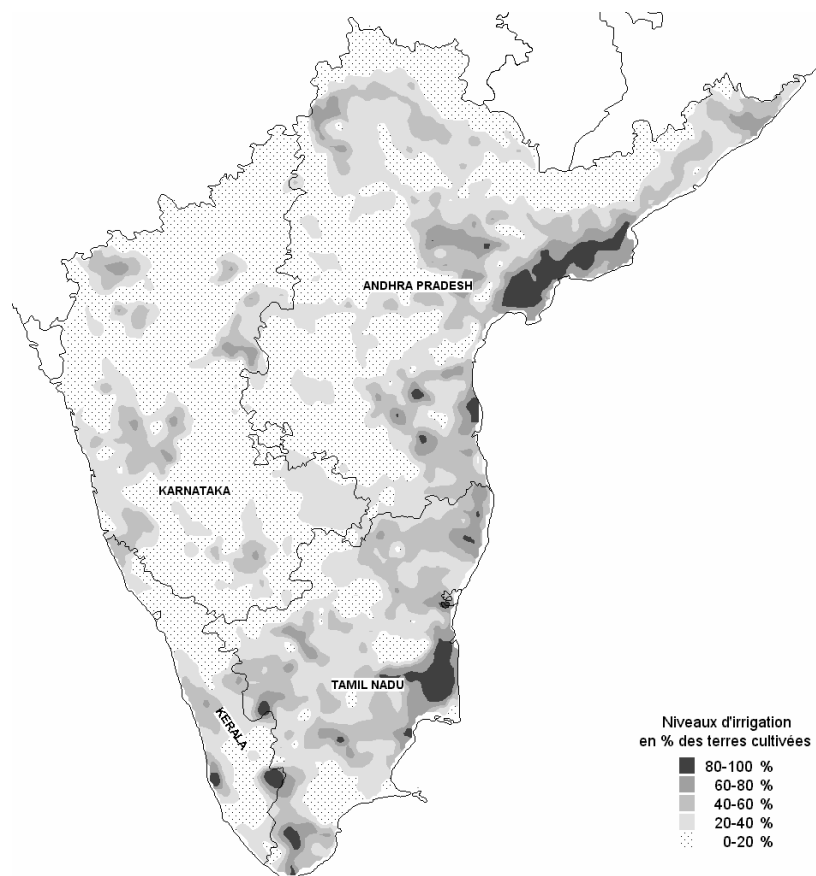 ANDHRA PRADESH
KARNATAKA
TAMIL NADU
KERALA
Niveaux d'irrigation
en % des terres cultivées
80-100 %
60-80 %
40-60 %
20-40 %
0-20 %